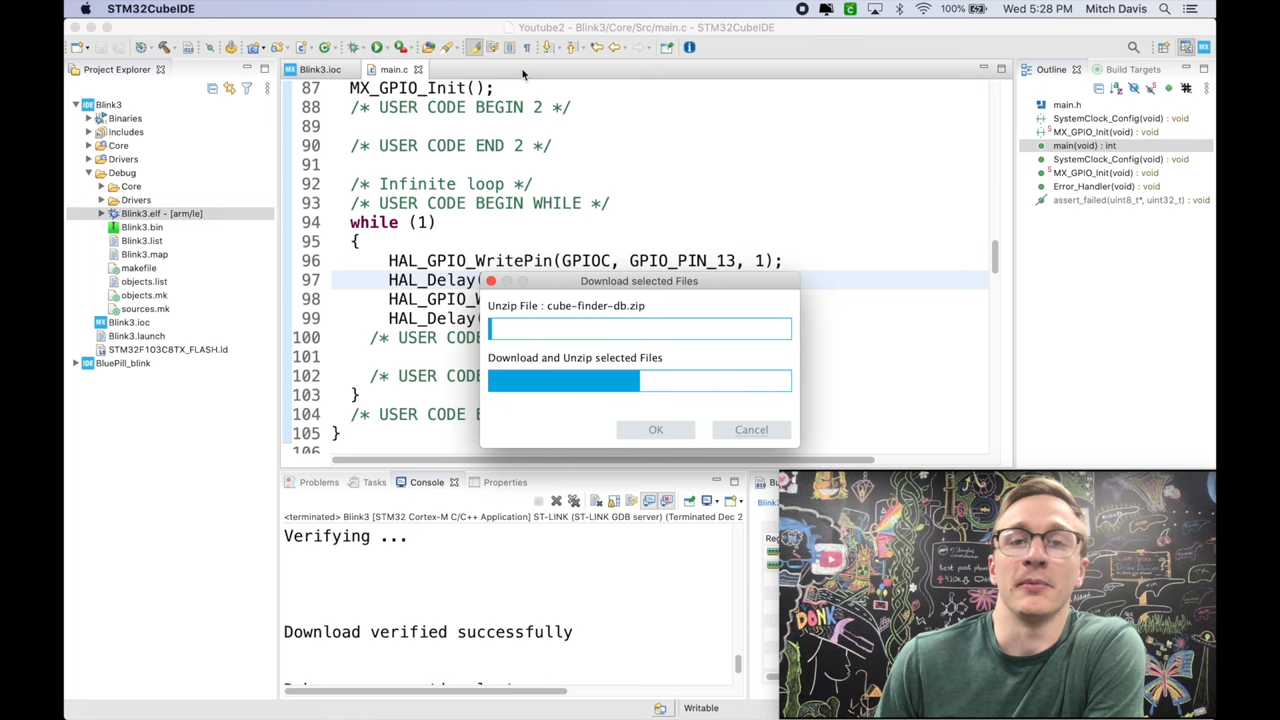 STM32CubeIDE
100%
Wed 5:28 PM
Mitch Davis
Youtube2 - Blink3/Core/Src/main.c - STM32CubeIDE
Project Explorer
Blink3
Binaries
Includes
Core
Drivers
Debug
Core
Drivers
Blink3.elf - [arm/le]
Blink3.bin
Blink3.list
Blink3.map
makefile
objects.list
objects.mk
sources.mk
Blink3.ioc
Blink3.launch
STM32F103C8TX_FLASH.ld
BluePill_blink
Blink3.ioc
main.c
87 MX_GPIO_Init();
88 /* USER CODE BEGIN 2 */
89
90 /* USER CODE END 2 */
91
92 /* Infinite loop */
93 /* USER CODE BEGIN WHILE */
94 while (1)
95 {
96 HAL_GPIO_WritePin(GPIOC, GPIO_PIN_13, 1);
97 HAL_Delay(
98 HAL_GPIO_W
99 HAL_Delay(
100 /* USER CODE
101
102 /* USER CODE
103 }
104 /* USER CODE
105 }
106
Download selected Files
Unzip File : cube-finder-db.zip
Download and Unzip selected Files
OK
Cancel
Outline
Build Targets
main.h
SystemClock_Config(void) : void
MX_GPIO_Init(void) : void
main(void) : int
SystemClock_Config(void) : void
MX_GPIO_Init(void) : void
Error_Handler(void) : void
assert_failed(uint8_t*, uint32_t) : void
Problems
Tasks
Console
Properties
<terminated> Blink3 [STM32 Cortex-M C/C++ Application] ST-LINK (ST-LINK GDB server) (Terminated Dec 2
Verifying ...
Download verified successfully
Writable
DONK